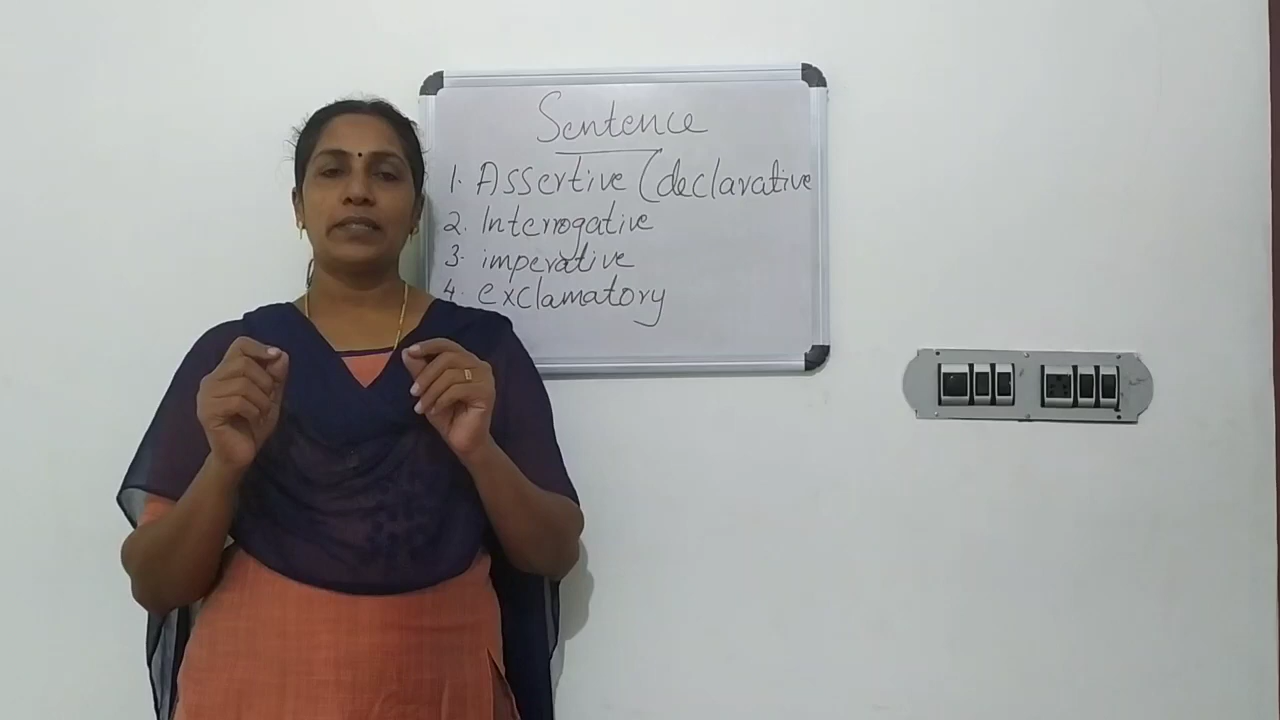 Sentence
1. Assertive (declarative
2. Interrogative
3. imperative
4. exclamatory